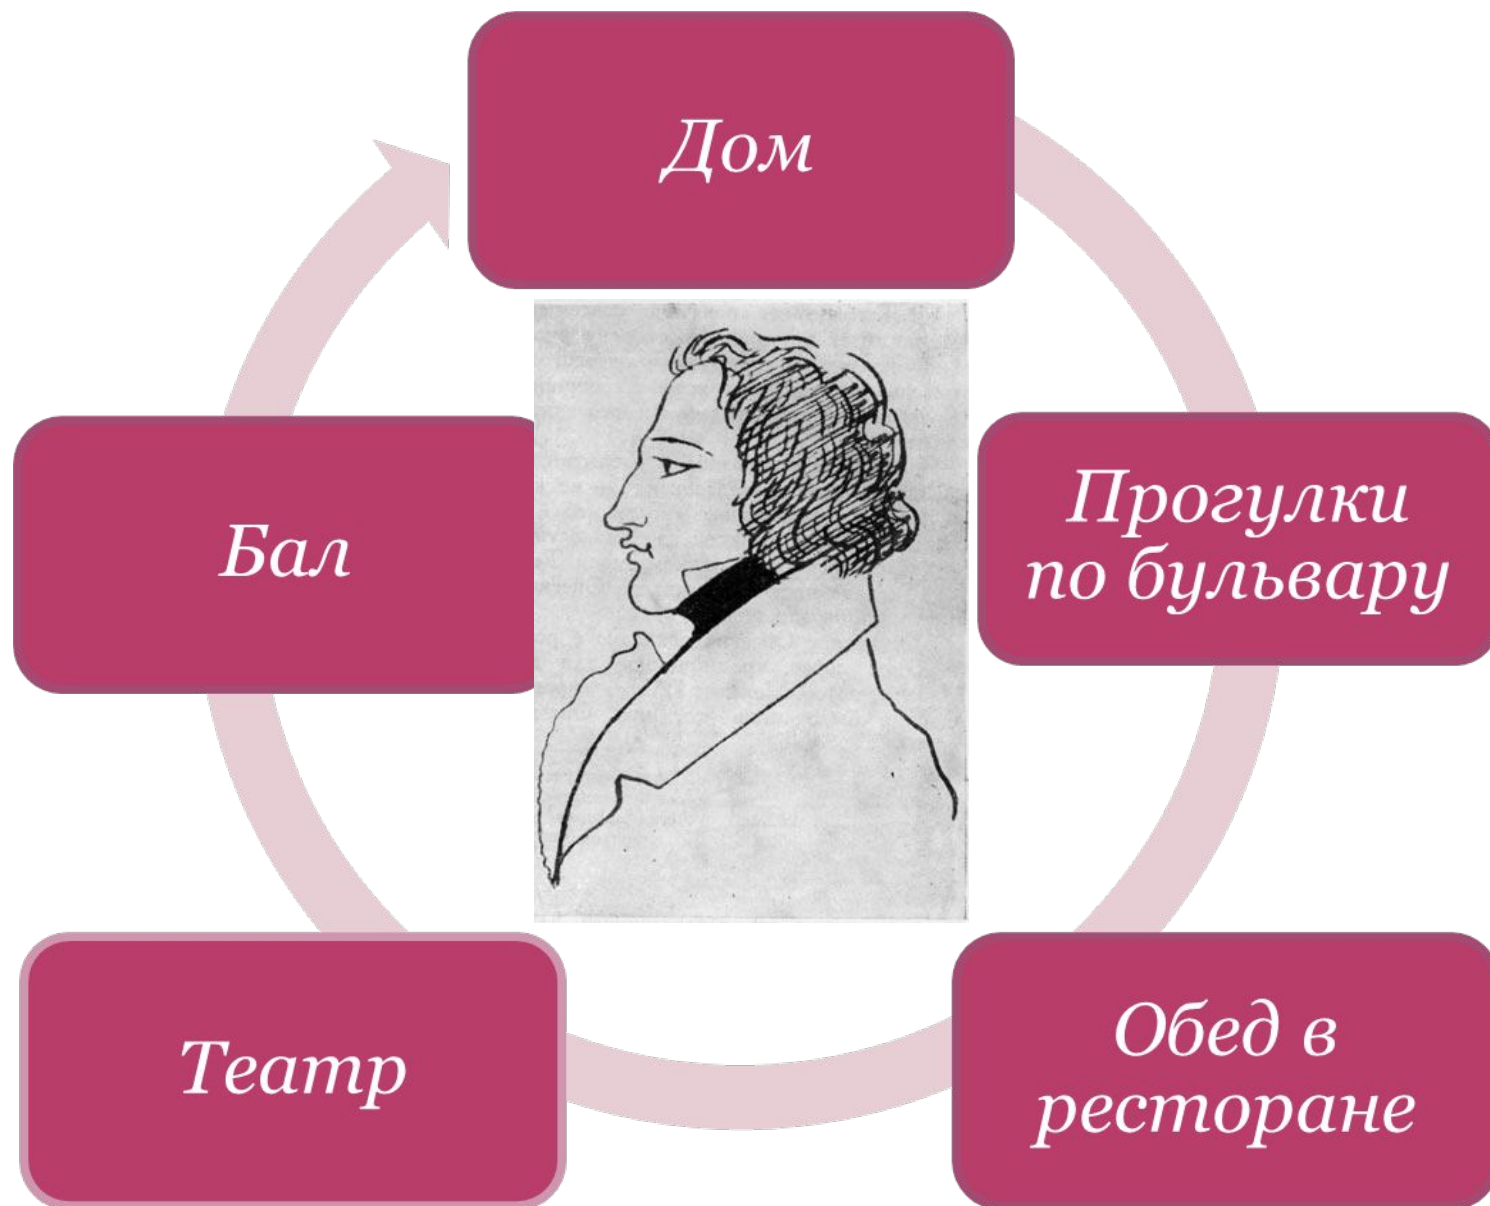 Дом
Прогулки
по бульвару
Обед в
ресторане
Театр
Бал